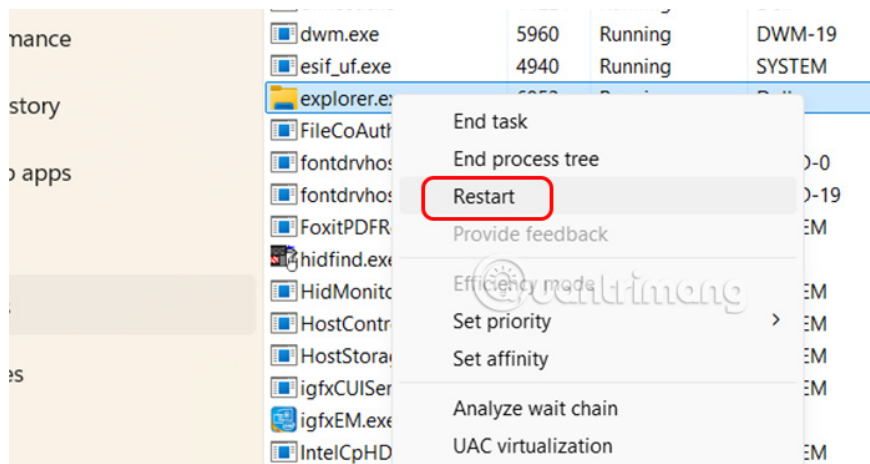 mance
story
apps
es
dwm.exe 5960 Running DWM-19
esif_uf.exe 4940 Running SYSTEM
explorer.ex
FileCoAuth
fontdrvhos D-0
fontdrvhos D-19
FoxitPDFR EM
hidfind.exe
HidMonito EM
HostContr EM
HostStorag EM
igfxCUISer EM
igfxEM.exe
IntelCpHD EM
End task
End process tree
Restart
Provide feedback
Efficiency mode
Set priority
Set affinity
Analyze wait chain
UAC virtualization
Quantrimang